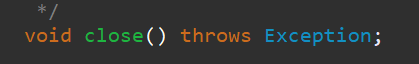 */
void close() throws Exception;